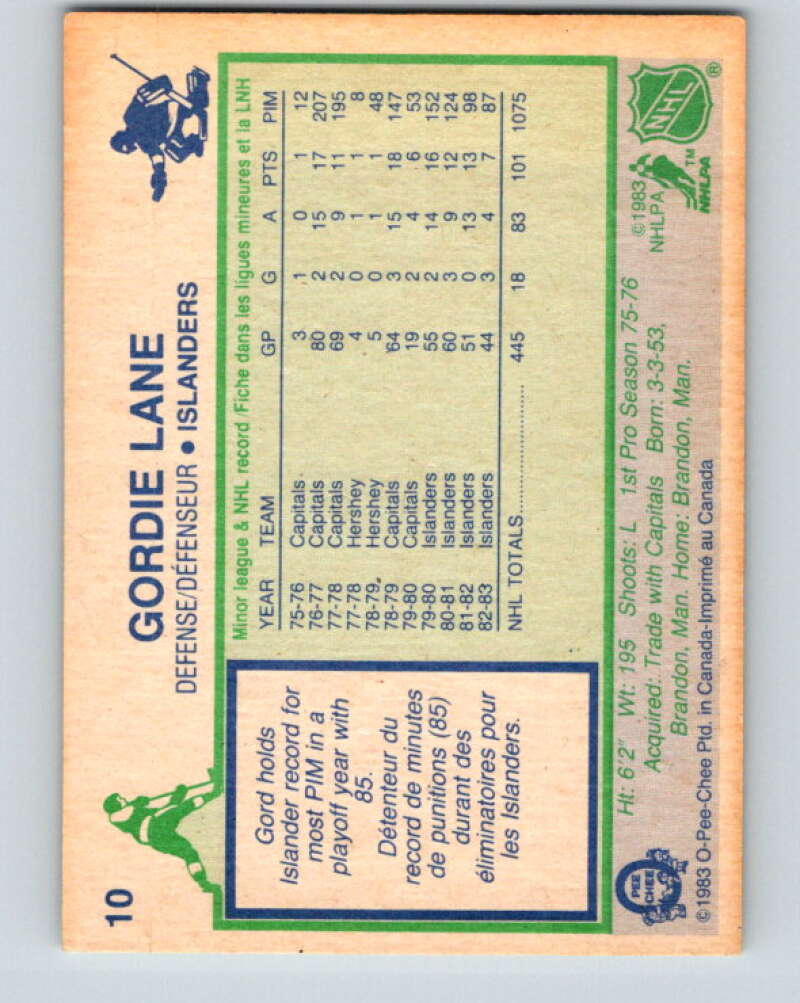 10
GORDIE LANE
DEFENSE/DÉFENSEUR • ISLANDERS
Gord holds
Islander record for
most PIM in a
playoff year with
85.
Détenteur du
record de minutes
de punitions (85)
durant des
éliminatoires pour
les Islanders.
Minor league & NHL record/Fiche dans les ligues mineures et la LNH
YEAR TEAM GP G A PTS PIM
75-76 Capitals 3 1 0 1 12
76-77 Capitals 80 2 15 17 207
77-78 Capitals 69 2 9 11 195
77-78 Hershey 4 0 1 1 8
78-79 Hershey 5 0 1 1 48
78-79 Capitals 64 3 15 18 147
79-80 Capitals 19 2 4 6 53
79-80 Islanders 55 2 14 16 152
80-81 Islanders 60 3 9 12 124
81-82 Islanders 51 0 13 13 98
82-83 Islanders 44 3 4 7 87
NHL TOTALS.................... 445 18 83 101 1075
Ht: 6'2" Wt: 195 Shoots: L 1st Pro Season 75-76
Acquired: Trade with Capitals Born: 3-3-53,
Brandon, Man. Home: Brandon, Man.
©1983 O-Pee-Chee Ptd. in Canada-Imprimé au Canada
O
PEE
CHEE
©1983
NHLPA
NHLPA
TM
NHL
®